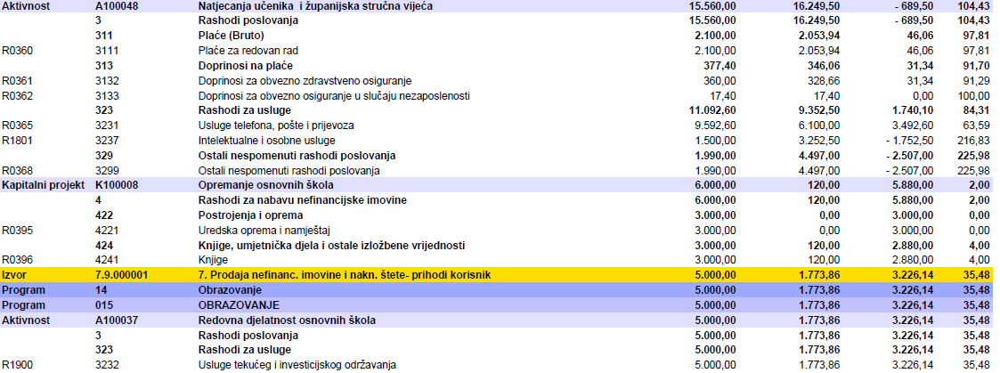 Aktivnost A100048 Natjecanja učenika i županijska stručna vijeća 15.560,00 16.249,50 - 689,50 104,43
3 Rashodi poslovanja 15.560,00 16.249,50 - 689,50 104,43
311 Plaće (Bruto) 2.100,00 2.053,94 46,06 97,81
R0360 3111 Plaće za redovan rad 2.100,00 2.053,94 46,06 97,81
313 Doprinosi na plaće 377,40 346,06 31,34 91,70
R0361 3132 Doprinosi za obvezno zdravstveno osiguranje 360,00 328,66 31,34 91,29
R0362 3133 Doprinosi za obvezno osiguranje u slučaju nezaposlenosti 17,40 17,40 0,00 100,00
323 Rashodi za usluge 11.092,60 9.352,50 1.740,10 84,31
R0365 3231 Usluge telefona, pošte i prijevoza 9.592,60 6.100,00 3.492,60 63,59
R1801 3237 Intelektualne i osobne usluge 1.500,00 3.252,50 - 1.752,50 216,83
329 Ostali nespomenuti rashodi poslovanja 1.990,00 4.497,00 - 2.507,00 225,98
R0368 3299 Ostali nespomenuti rashodi poslovanja 1.990,00 4.497,00 - 2.507,00 225,98
Kapitalni projekt K100008 Opremanje osnovnih škola 6.000,00 120,00 5.880,00 2,00
4 Rashodi za nabavu nefinancijske imovine 6.000,00 120,00 5.880,00 2,00
422 Postrojenja i oprema 3.000,00 0,00 3.000,00 0,00
R0395 4221 Uredska oprema i namještaj 3.000,00 0,00 3.000,00 0,00
424 Knjige, umjetnička djela i ostale izložbene vrijednosti 3.000,00 120,00 2.880,00 4,00
R0396 4241 Knjige 3.000,00 120,00 2.880,00 4,00
Izvor 7.9.000001 7. Prodaja nefinanc. imovine i nakn. štete- prihodi korisnik 5.000,00 1.773,86 3.226,14 35,48
Program 14 Obrazovanje 5.000,00 1.773,86 3.226,14 35,48
Program 015 OBRAZOVANJE 5.000,00 1.773,86 3.226,14 35,48
Aktivnost A100037 Redovna djelatnost osnovnih škola 5.000,00 1.773,86 3.226,14 35,48
3 Rashodi poslovanja 5.000,00 1.773,86 3.226,14 35,48
323 Rashodi za usluge 5.000,00 1.773,86 3.226,14 35,48
R1900 3232 Usluge tekućeg i investicijskog održavanja 5.000,00 1.773,86 3.226,14 35,48